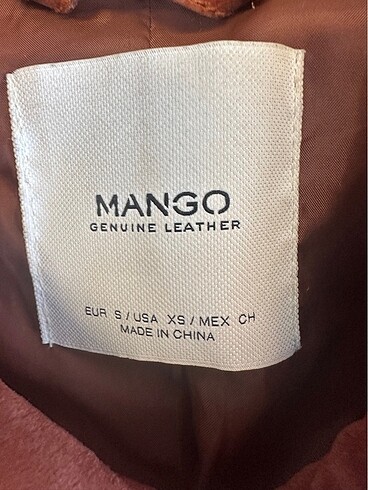 MANGO
GENUINE LEATHER
EUR S / USA XS / MEX CH
MADE IN CHINA